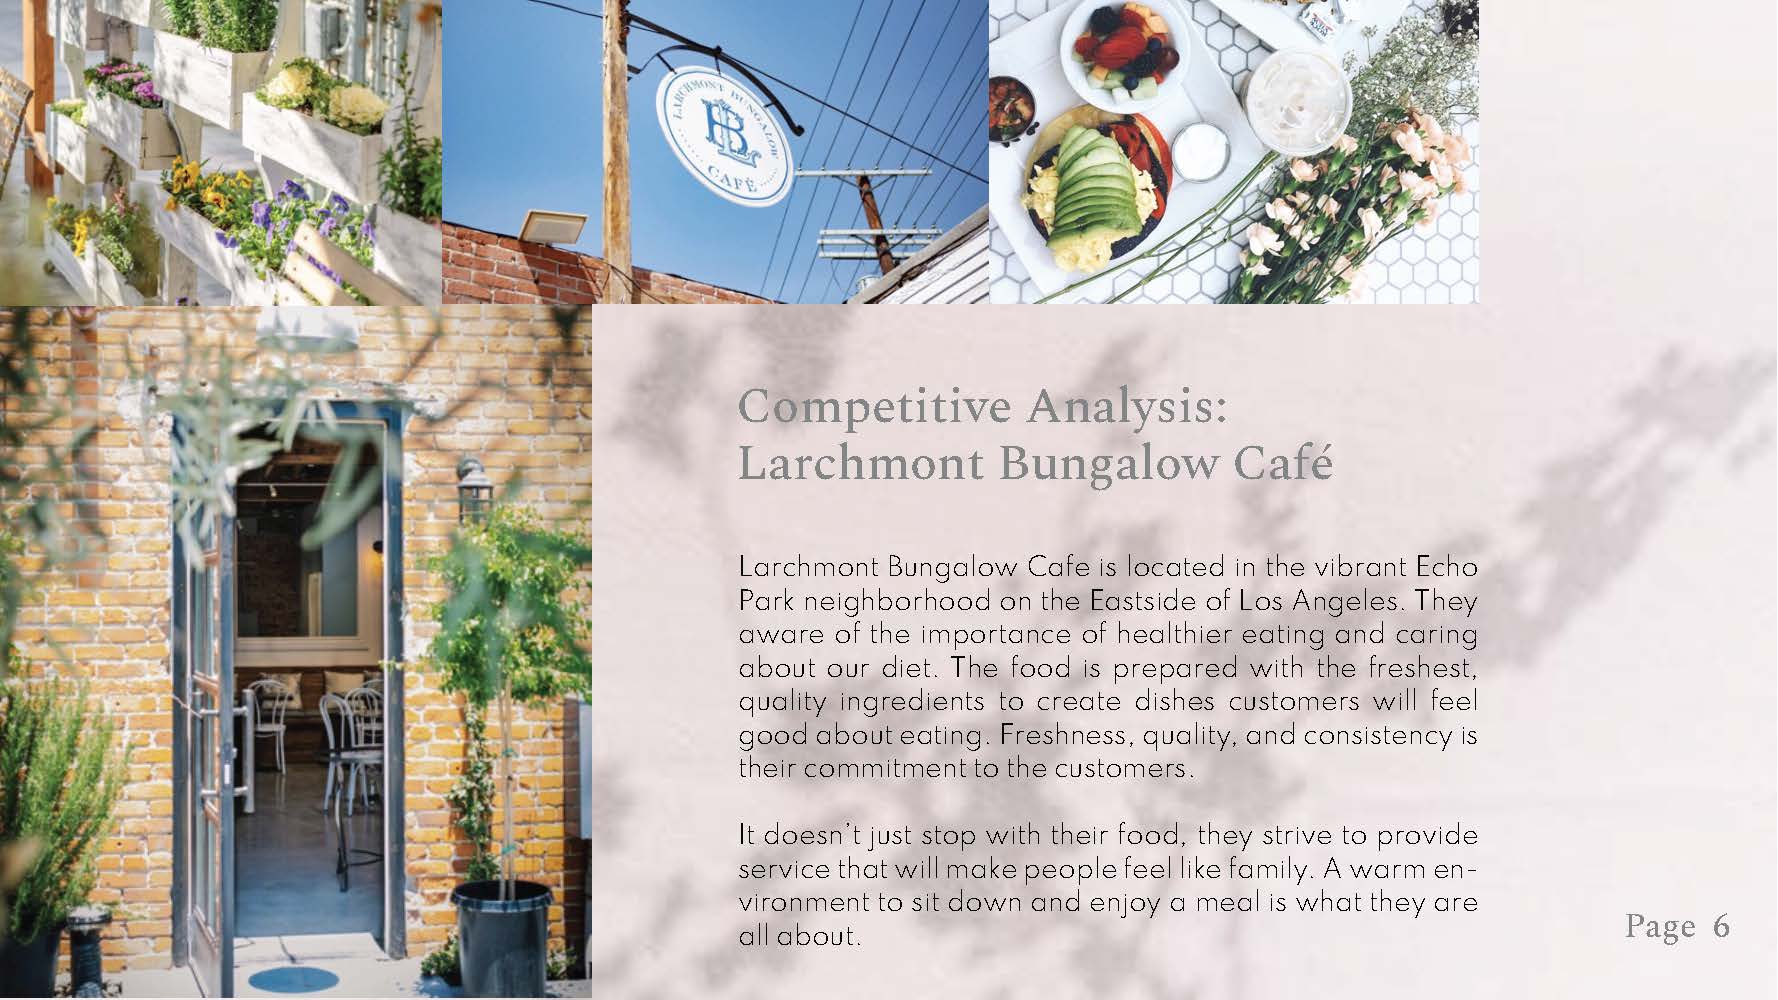 LARCHMONT BUNGALOW
LB
CAFÉ
Competitive Analysis:
Larchmont Bungalow Café
Larchmont Bungalow Cafe is located in the vibrant Echo
Park neighborhood on the Eastside of Los Angeles. They
aware of the importance of healthier eating and caring
about our diet. The food is prepared with the freshest,
quality ingredients to create dishes customers will feel
good about eating. Freshness, quality, and consistency is
their commitment to the customers.
It doesn't just stop with their food, they strive to provide
service that will make people feel like family. A warm en-
vironment to sit down and enjoy a meal is what they are
all about.
Page 6